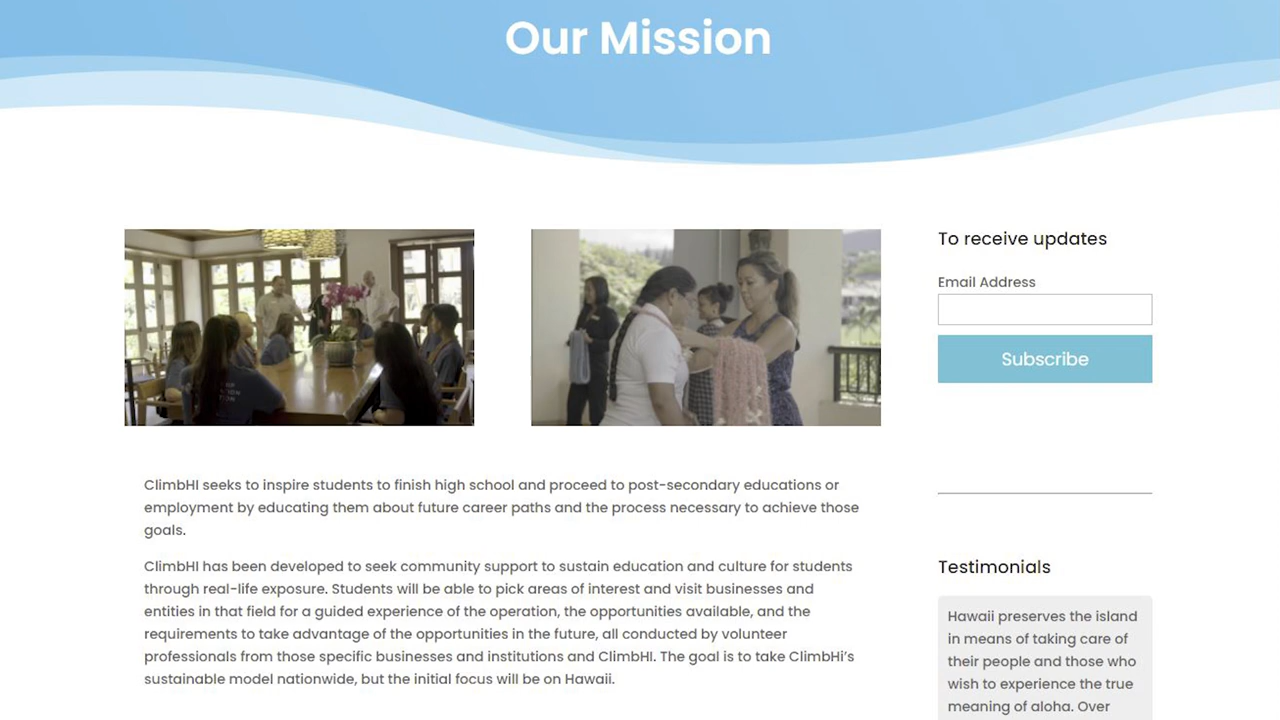 Our Mission
To receive updates
Email Address
Subscribe
ClimbHI seeks to inspire students to finish high school and proceed to post-secondary educations or
employment by educating them about future career paths and the process necessary to achieve those
goals.
ClimbHI has been developed to seek community support to sustain education and culture for students
through real-life exposure. Students will be able to pick areas of interest and visit businesses and
entities in that field for a guided experience of the operation, the opportunities available, and the
requirements to take advantage of the opportunities in the future, all conducted by volunteer
professionals from those specific businesses and institutions and ClimbHI. The goal is to take ClimbHi's
sustainable model nationwide, but the initial focus will be on Hawaii.
Testimonials
Hawaii preserves the island
in means of taking care of
their people and those who
wish to experience the true
meaning of aloha. Over